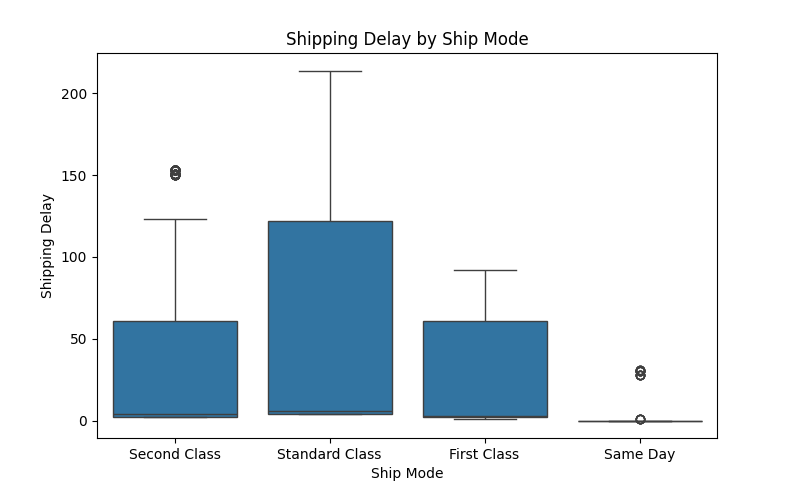 Shipping Delay by Ship Mode
200
150
100
50
0
Shipping Delay
Second Class
Standard Class
First Class
Same Day
Ship Mode